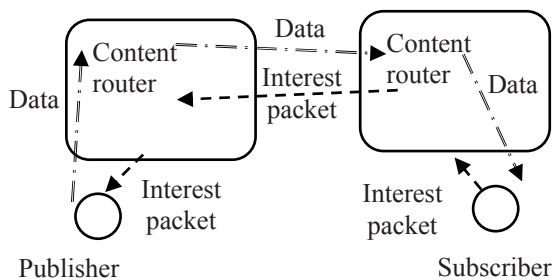 Content
router
Data
Content
router
Data
Interest
packet
Data
Interest
packet
Interest
packet
Publisher
Subscriber